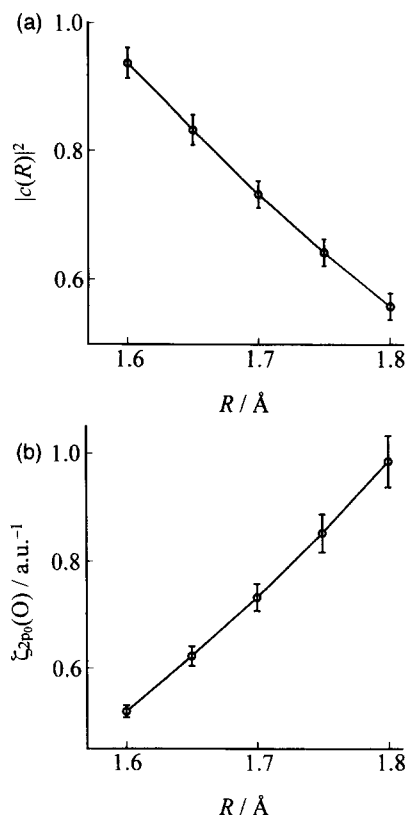 (a)
1.0
0.8
0.6
|c(R)|²
1.6 1.7 1.8
R / Å
(b)
1.0
0.8
0.6
ζ₂ₚ₀(O) / a.u.⁻¹
1.6 1.7 1.8
R / Å